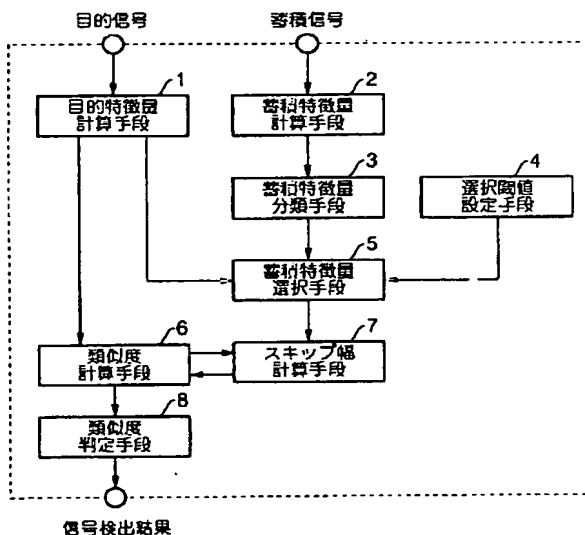 目的信号
蓄積信号
1
目的特徴量
計算手段
2
蓄積特徴量
計算手段
3
蓄積特徴量
分類手段
4
選択閾値
設定手段
5
蓄積特徴量
選択手段
6
類似度
計算手段
7
スキップ幅
計算手段
8
類似度
判定手段
信号検出結果